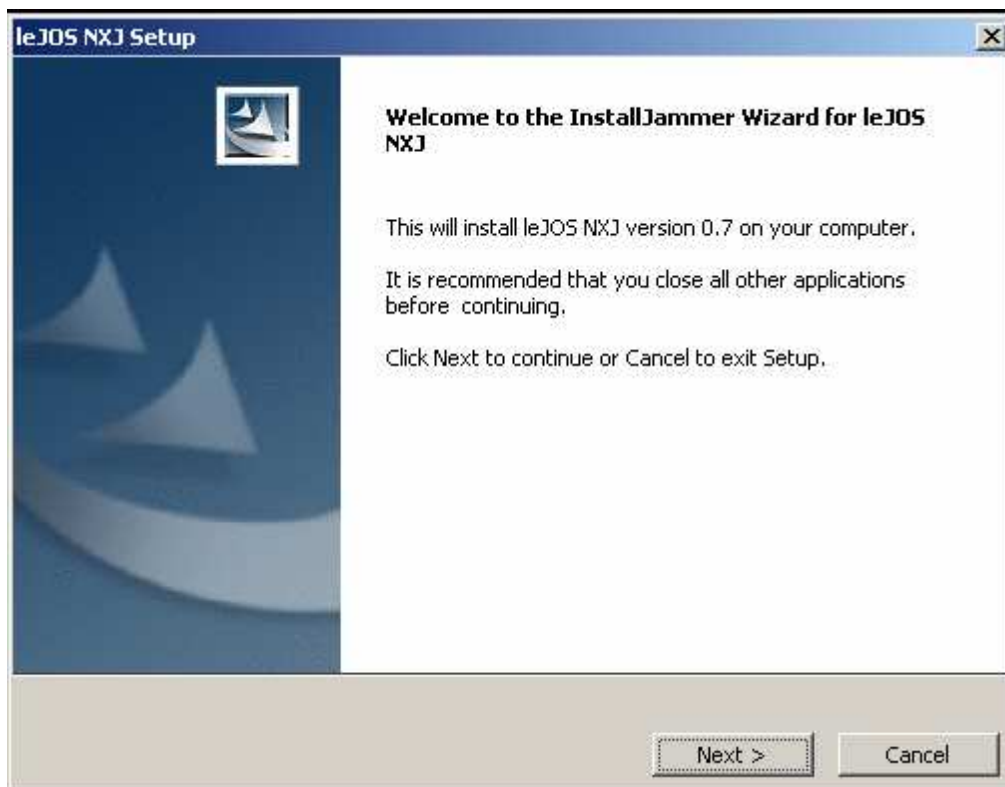 leJOS NXJ Setup
Welcome to the InstallJammer Wizard for leJOS
NXJ
This will install leJOS NXJ version 0.7 on your computer.
It is recommended that you close all other applications
before  continuing.
Click Next to continue or Cancel to exit Setup.
Next >
Cancel